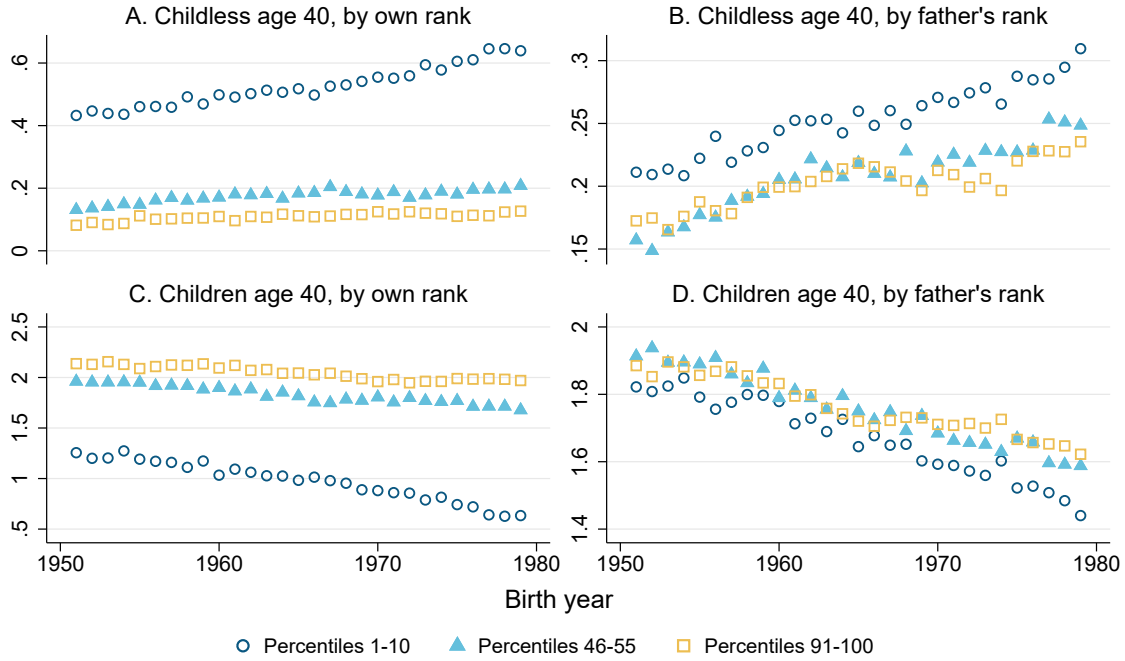 A. Childless age 40, by own rank
.6
.4
.2
0
B. Childless age 40, by father's rank
.3
.25
.2
.15
C. Children age 40, by own rank
2.5
2
1.5
1
.5
1950 1960 1970 1980
D. Children age 40, by father's rank
2
1.8
1.6
1.4
1950 1960 1970 1980
Birth year
Percentiles 1-10 Percentiles 46-55 Percentiles 91-100